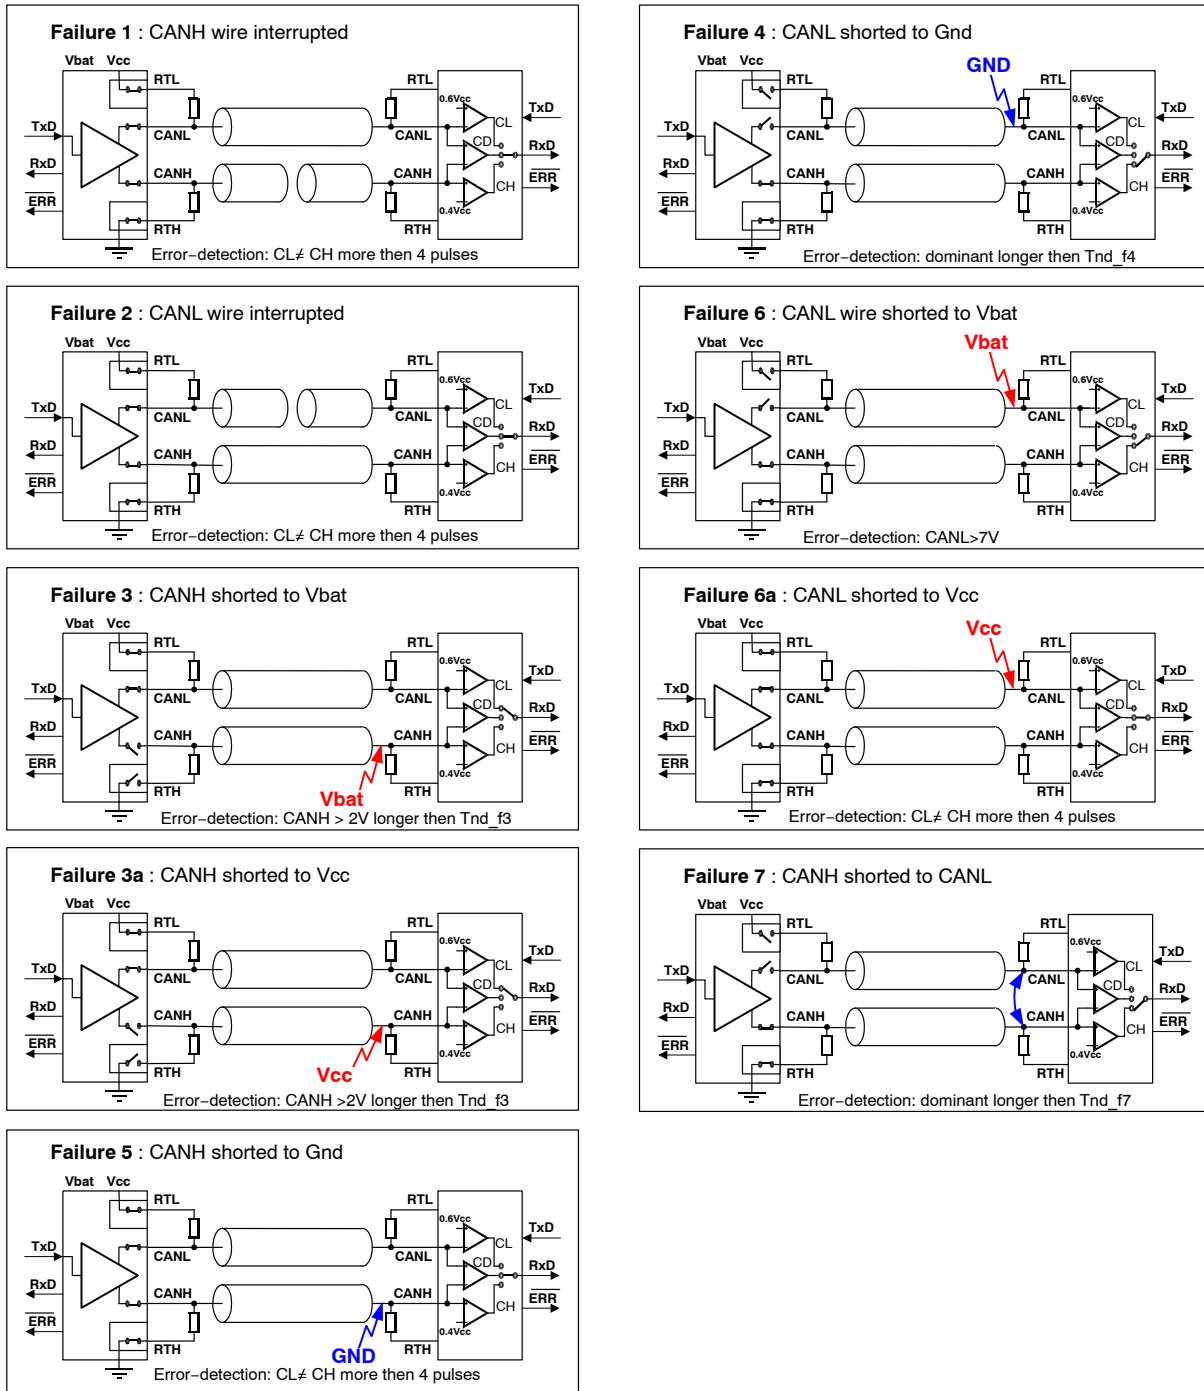 Failure 1 : CANH wire interrupted
Vbat Vcc
RTL
0.6Vcc
TxD
CANL
CANL
CL
TxD
CD
RxD
RxD
CANH
CANH
CH
ERR
ERR
0.4Vcc
RTH
RTH
Error−detection: CL≠ CH more then 4 pulses
Failure 2 : CANL wire interrupted
Vbat Vcc
RTL
RTL
0.6Vcc
TxD
CANL
CANL
CL
TxD
CD
RxD
RxD
CANH
CANH
CH
ERR
ERR
0.4Vcc
RTH
RTH
Error−detection: CL≠ CH more then 4 pulses
Failure 3 : CANH shorted to Vbat
Vbat Vcc
RTL
RTL
0.6Vcc
TxD
CANL
CANL
CL
TxD
CD
RxD
RxD
CANH
CANH
CH
ERR
ERR
0.4Vcc
RTH
Vbat
RTH
Error−detection: CANH > 2V longer then Tnd_f3
Failure 3a : CANH shorted to Vcc
Vbat Vcc
RTL
RTL
0.6Vcc
TxD
CANL
CANL
CL
TxD
CD
RxD
RxD
CANH
CANH
CH
ERR
ERR
0.4Vcc
RTH
Vcc
RTH
Error−detection: CANH >2V longer then Tnd_f3
Failure 5 : CANH shorted to Gnd
Vbat Vcc
RTL
RTL
0.6Vcc
TxD
CANL
CANL
CL
TxD
CD
RxD
RxD
CANH
CANH
CH
ERR
ERR
0.4Vcc
RTH
GND
RTH
Error−detection: CL≠ CH more then 4 pulses
Failure 4 : CANL shorted to Gnd
Vbat Vcc
GND
RTL
RTL
0.6Vcc
TxD
CANL
CANL
CL
TxD
CD
RxD
RxD
CANH
CANH
CH
ERR
ERR
0.4Vcc
RTH
RTH
Error−detection: dominant longer then Tnd_f4
Failure 6 : CANL wire shorted to Vbat
Vbat Vcc
Vbat
RTL
RTL
0.6Vcc
TxD
CANL
CANL
CL
TxD
CD
RxD
RxD
CANH
CANH
CH
ERR
ERR
0.4Vcc
RTH
RTH
Error−detection: CANL>7V
Failure 6a : CANL shorted to Vcc
Vbat Vcc
Vcc
RTL
RTL
0.6Vcc
TxD
CANL
CANL
CL
TxD
CD
RxD
RxD
CANH
CANH
CH
ERR
ERR
0.4Vcc
RTH
RTH
Error−detection: CL≠ CH more then 4 pulses
Failure 7 : CANH shorted to CANL
Vbat Vcc
RTL
RTL
0.6Vcc
TxD
CANL
CANL
CL
TxD
CD
RxD
RxD
CANH
CANH
CH
ERR
ERR
0.4Vcc
RTH
RTH
Error−detection: dominant longer then Tnd_f7